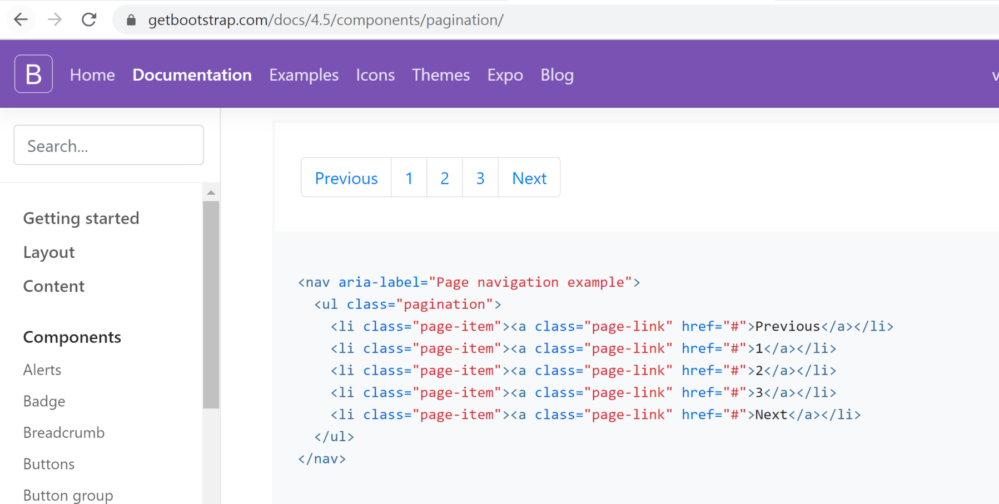 getbootstrap.com/docs/4.5/components/pagination/
B Home Documentation Examples Icons Themes Expo Blog v
Search...
Getting started
Layout
Content
Components
Alerts
Badge
Breadcrumb
Buttons
Button group
Previous 1 2 3 Next
<nav aria-label="Page navigation example">
  <ul class="pagination">
    <li class="page-item"><a class="page-link" href="#">Previous</a></li>
    <li class="page-item"><a class="page-link" href="#">1</a></li>
    <li class="page-item"><a class="page-link" href="#">2</a></li>
    <li class="page-item"><a class="page-link" href="#">3</a></li>
    <li class="page-item"><a class="page-link" href="#">Next</a></li>
  </ul>
</nav>